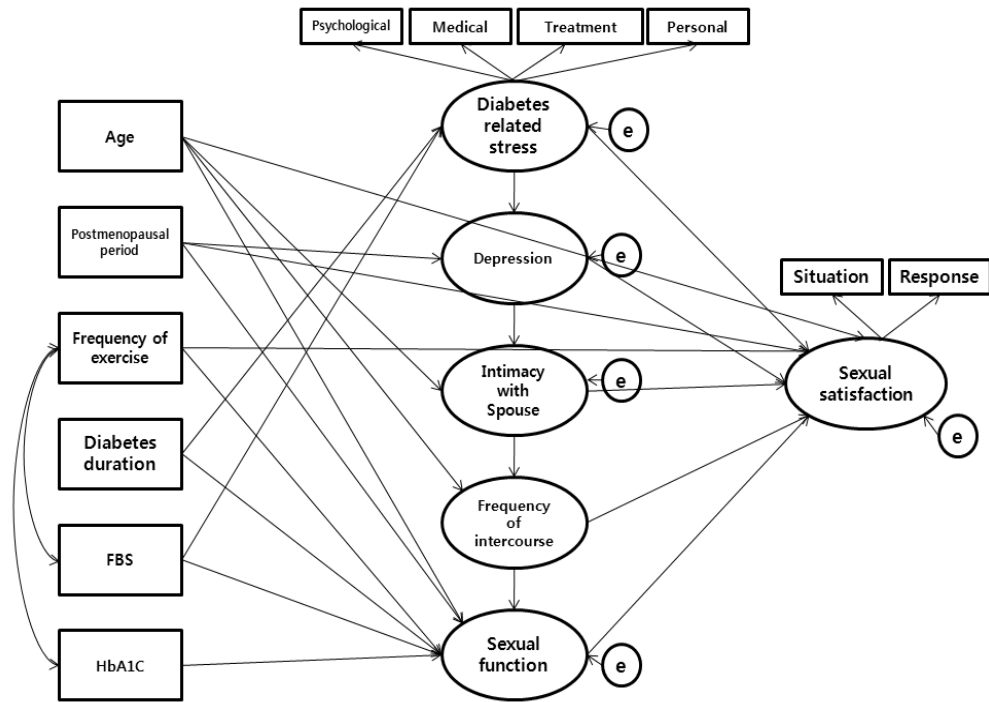 Psychological
Medical
Treatment
Personal
Diabetes
related
stress
e
Age
Postmenopausal
period
Depression
e
Situation
Response
Frequency of
exercise
Intimacy
with
Spouse
e
Sexual
satisfaction
e
Diabetes
duration
Frequency
of
intercourse
FBS
HbA1C
Sexual
function
e